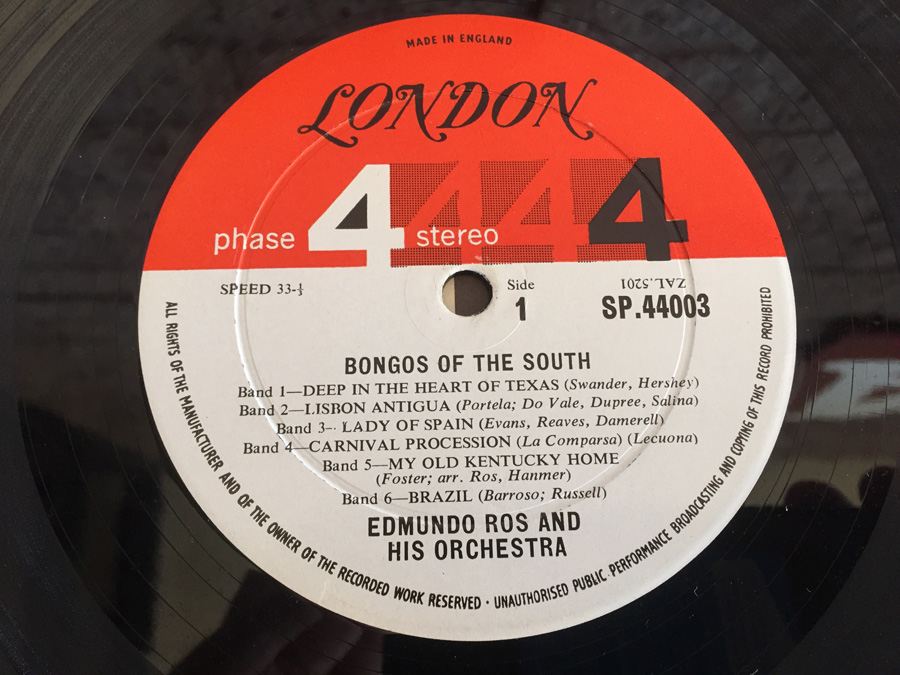 MADE IN ENGLAND
LONDON
phase 4 stereo 4 4 4
SPEED 33-⅓
Side
1
ZAL.5201
SP.44003
BONGOS OF THE SOUTH
Band 1—DEEP IN THE HEART OF TEXAS (Swander, Hershey)
Band 2—LISBON ANTIGUA (Portela; Do Vale, Dupree, Salina)
Band 3-- LADY OF SPAIN (Evans, Reaves, Damerell)
Band 4—CARNIVAL PROCESSION (La Comparsa) (Lecuona)
Band 5—MY OLD KENTUCKY HOME
(Foster; arr. Ros, Hanmer)
Band 6—BRAZIL (Barroso; Russell)
EDMUNDO ROS AND
HIS ORCHESTRA
ALL RIGHTS OF THE MANUFACTURER AND OF THE OWNER OF THE RECORDED WORK RESERVED · UNAUTHORISED PUBLIC PERFORMANCE BROADCASTING AND COPYING OF THIS RECORD PROHIBITED